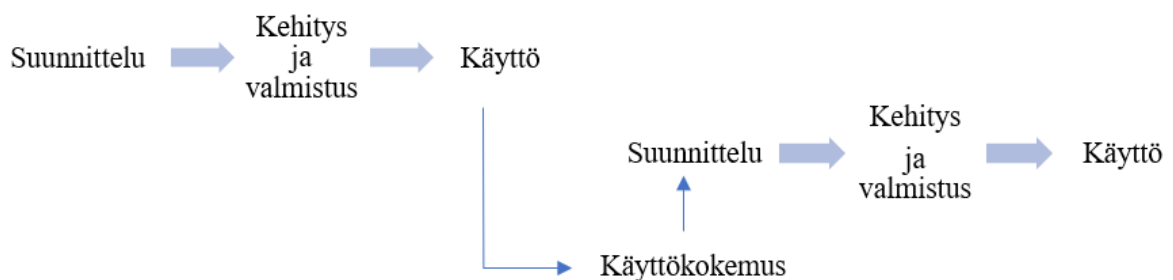 Suunnittelu
Kehitys
ja
valmistus
Käyttö
Suunnittelu
Kehitys
ja
valmistus
Käyttö
Käyttökokemus